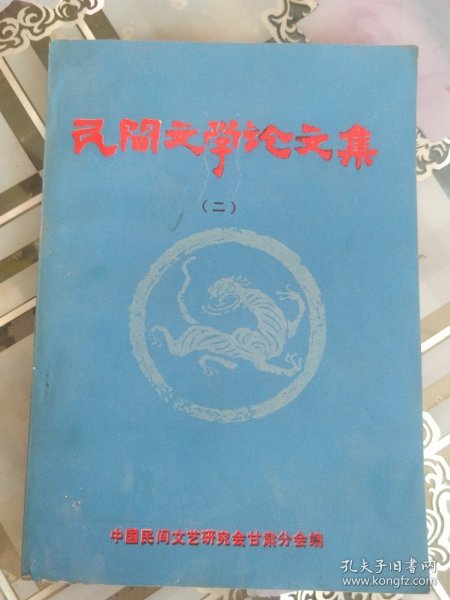 民间文学论文集
（二）
中国民间文艺研究会甘肃分会编
孔夫子旧书网
www.kongfz.com